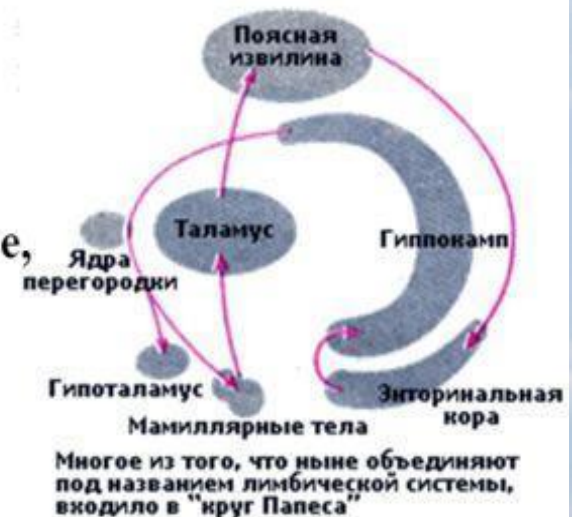 Поясная
извилина
Таламус
Гиппокамп
е,
Ядра
перегородки
Гипоталамус
Энторинальная
кора
Мамиллярные тела
Многое из того, что ныне объединяют
под названием лимбической системы,
входило в "круг Папеса"